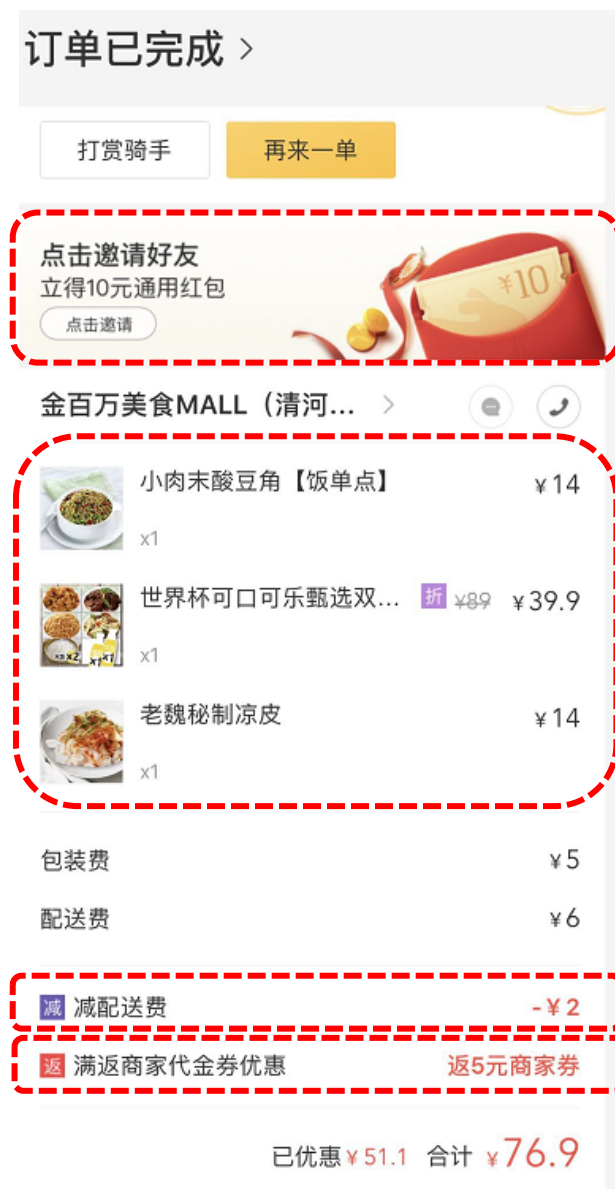 订单已完成 >
打赏骑手 再来一单
点击邀请好友
立得10元通用红包
点击邀请
¥10
金百万美食MALL（清河... >
小肉末酸豆角【饭单点】 ¥14
x1
世界杯可口可乐甄选双... 折 ¥89 ¥39.9
x1
老魏秘制凉皮 ¥14
x1
包装费 ¥5
配送费 ¥6
减 减配送费 -¥2
返 满返商家代金券优惠 返5元商家券
已优惠¥51.1 合计 ¥76.9